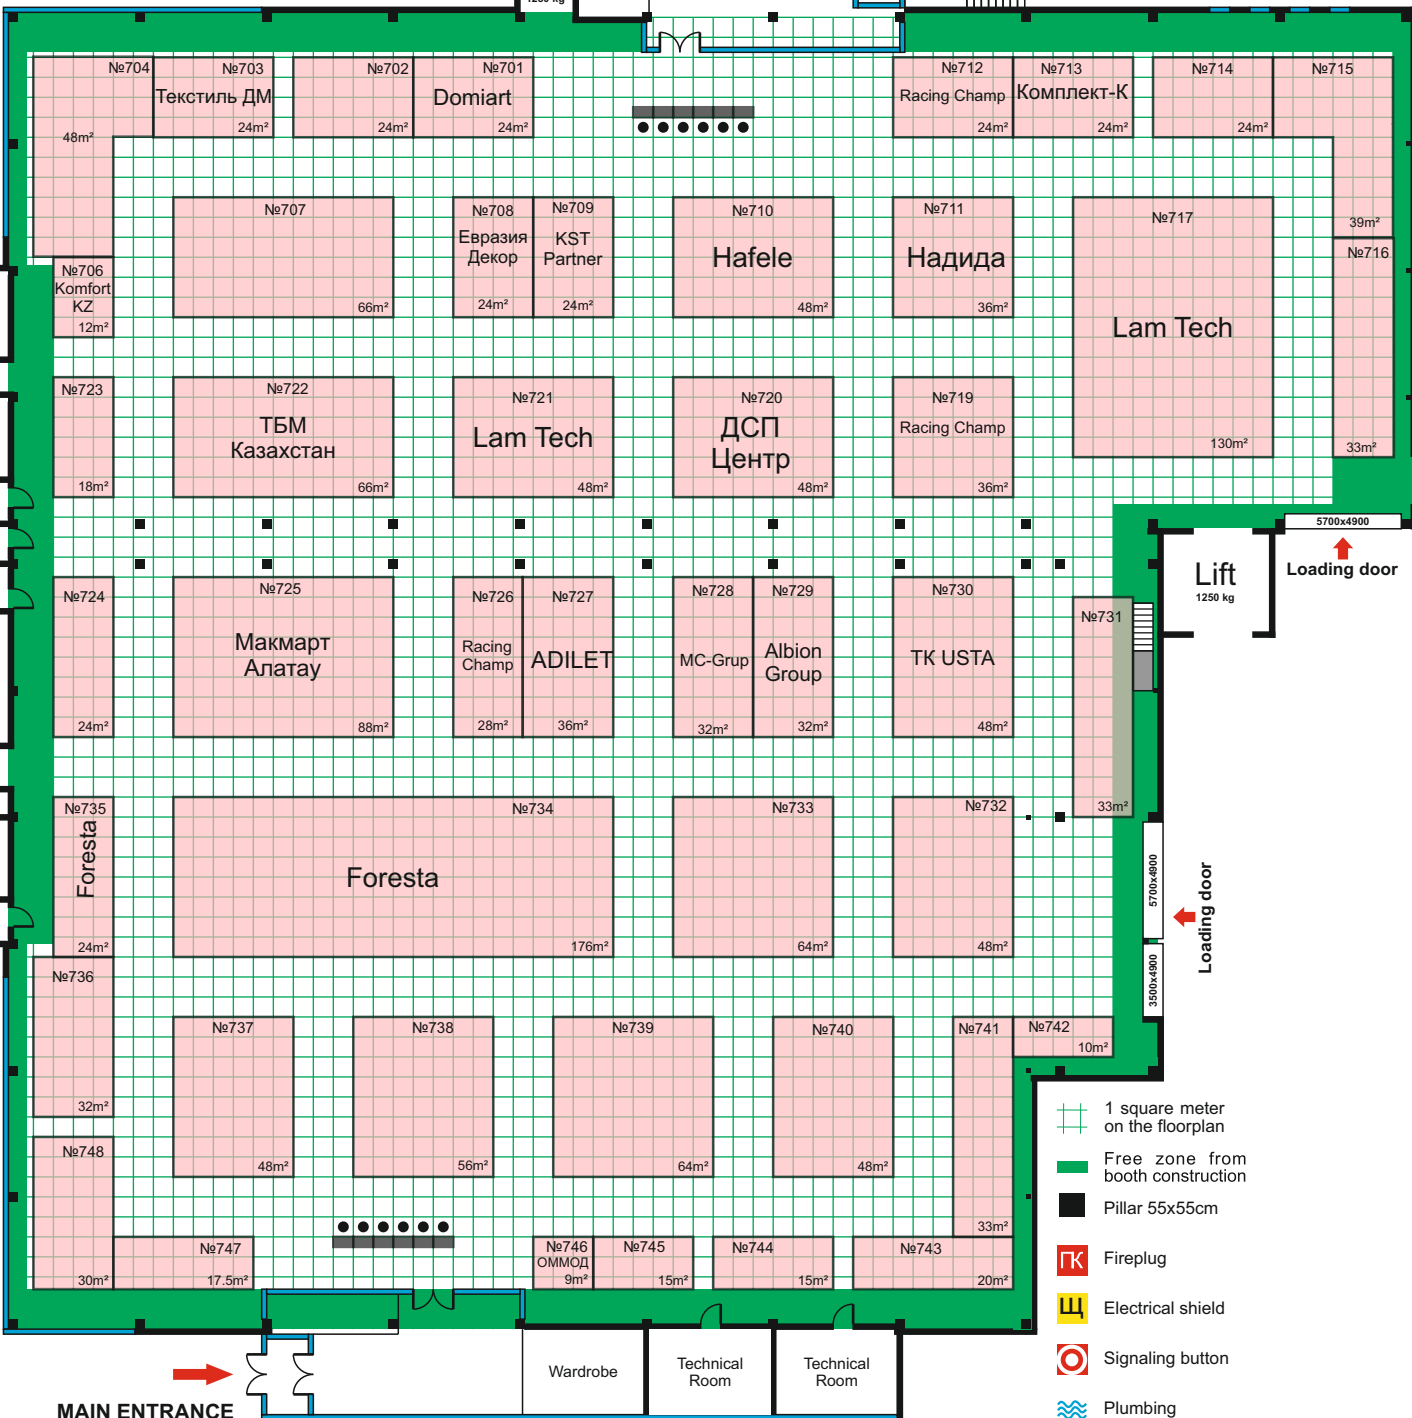 1250 kg
№704
48m²
№703
Текстиль ДМ
24m²
№702
24m²
№701
Domiart
24m²
№712
Racing Champ
24m²
№713
Комплект-К
24m²
№714
24m²
№715
39m²
№707
66m²
№708
Евразия
Декор
24m²
№709
KST
Partner
24m²
№710
Hafele
48m²
№711
Надида
36m²
№717
Lam Tech
130m²
№716
33m²
№706
Komfort
KZ
12m²
№723
18m²
№722
ТБМ
Казахстан
66m²
№721
Lam Tech
48m²
№720
ДСП
Центр
48m²
№719
Racing Champ
36m²
5700x4900
Loading door
Lift
1250 kg
№724
24m²
№725
Макмарт
Алатау
88m²
№726
Racing
Champ
28m²
№727
ADILET
36m²
№728
MC-Grup
32m²
№729
Albion
Group
32m²
№730
ТК USTA
48m²
№731
33m²
№735
Foresta
24m²
№734
Foresta
176m²
№733
64m²
№732
48m²
5700x4900
Loading door
3500x4900
№736
32m²
№737
48m²
№738
56m²
№739
64m²
№740
48m²
№741
33m²
№742
10m²
№748
30m²
№747
17.5m²
№746
ОММОД
9m²
№745
15m²
№744
15m²
№743
20m²
1 square meter
on the floorplan
Free zone from
booth construction
Pillar 55x55cm
ПК
Fireplug
Щ
Electrical shield
Signaling button
Plumbing
Wardrobe
Technical
Room
Technical
Room
MAIN ENTRANCE